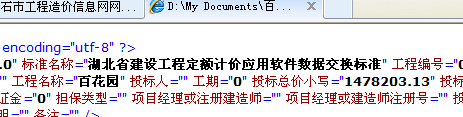 石市工程造价信息网网...
D:\My Documents\百...
encoding="utf-8" ?>
.0" 标准名称="湖北省建设工程定额计价应用软件数据交换标准" 工程编号="0
"" 工程名称="百花园" 投标人="" 工期="0" 投标总价小写="1478203.13" 投标
证金="0" 担保类型="" 项目经理或注册建造师="" 项目经理或建造师注册号="" 投
明="" 备注="" />